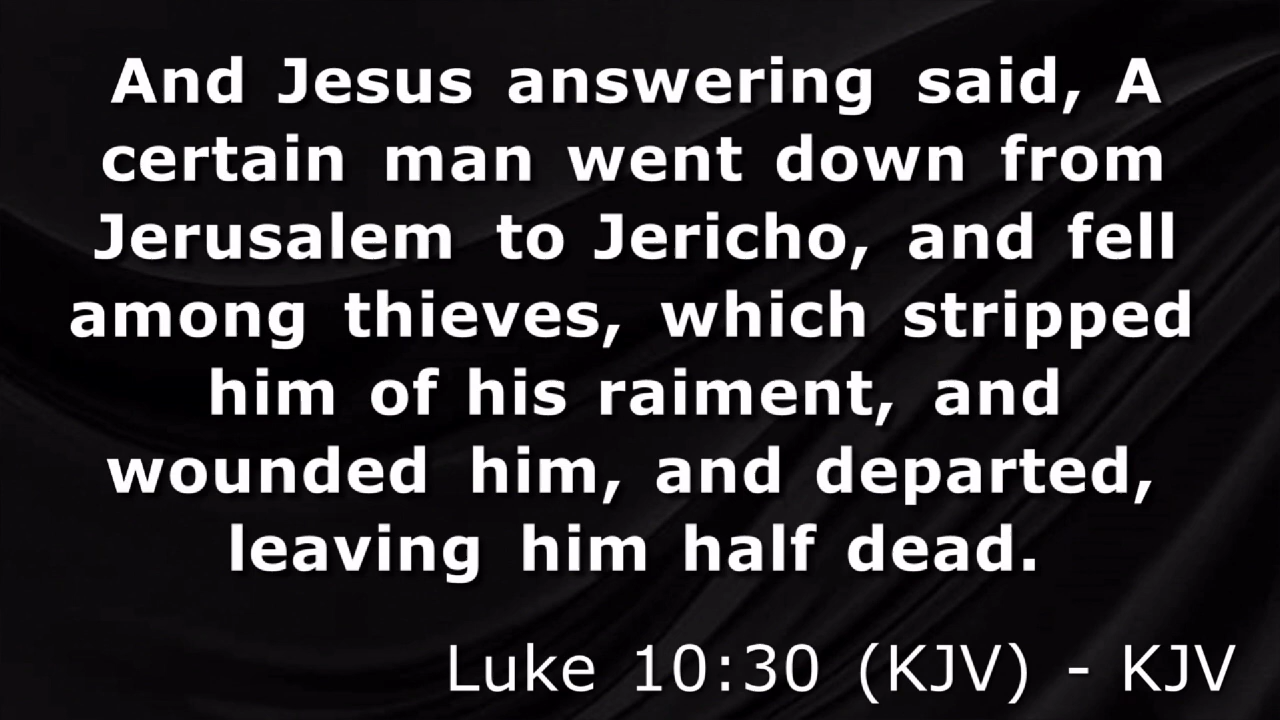 And Jesus answering said, A
certain man went down from
Jerusalem to Jericho, and fell
among thieves, which stripped
him of his raiment, and
wounded him, and departed,
leaving him half dead.
Luke 10:30 (KJV) - KJV